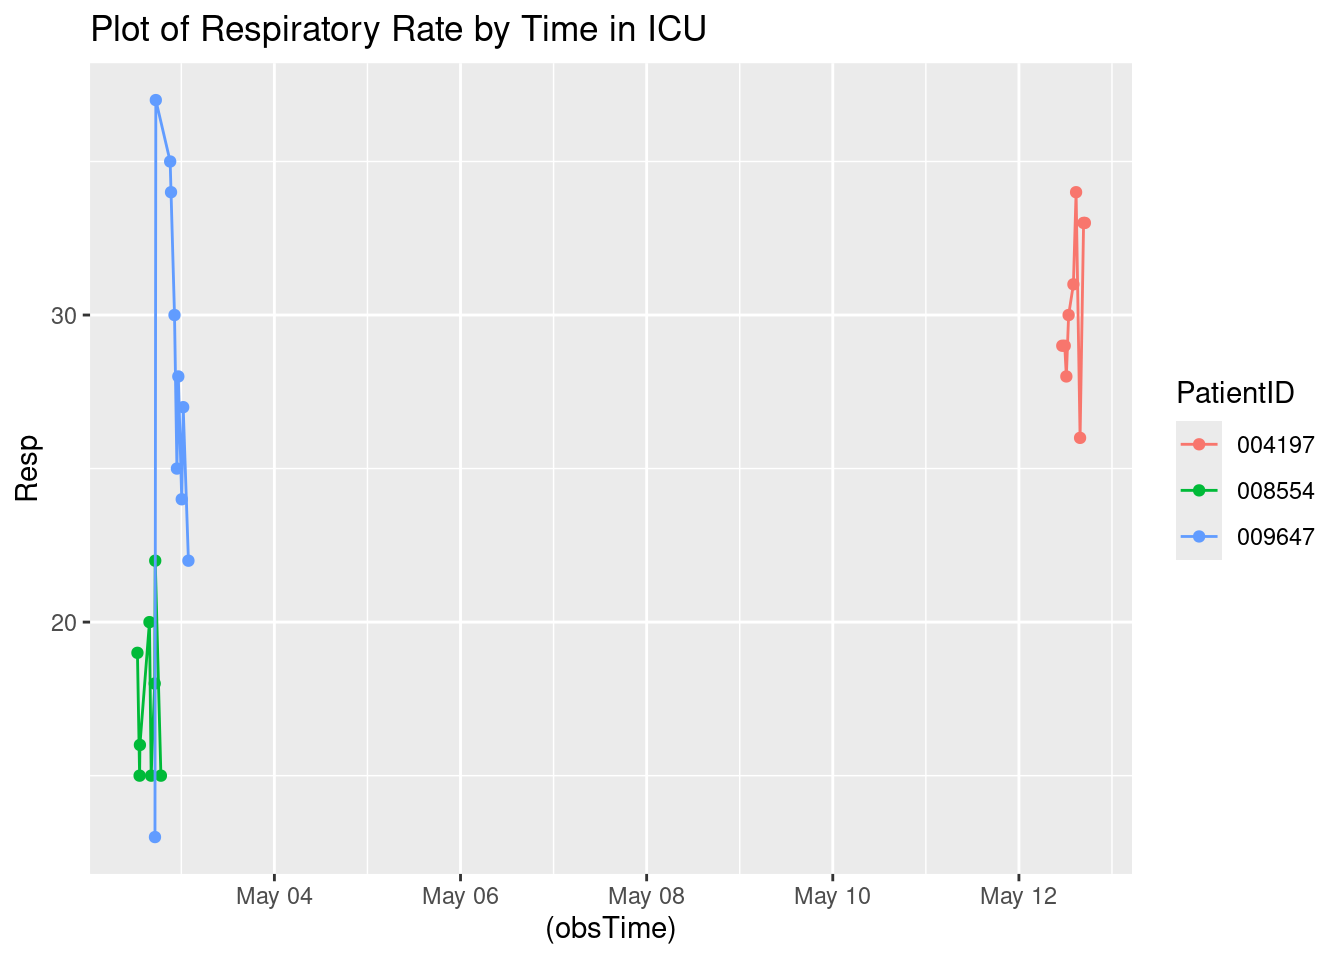 Plot of Respiratory Rate by Time in ICU
30
20
Resp
May 04 May 06 May 08 May 10 May 12
(obsTime)
PatientID
004197
008554
009647